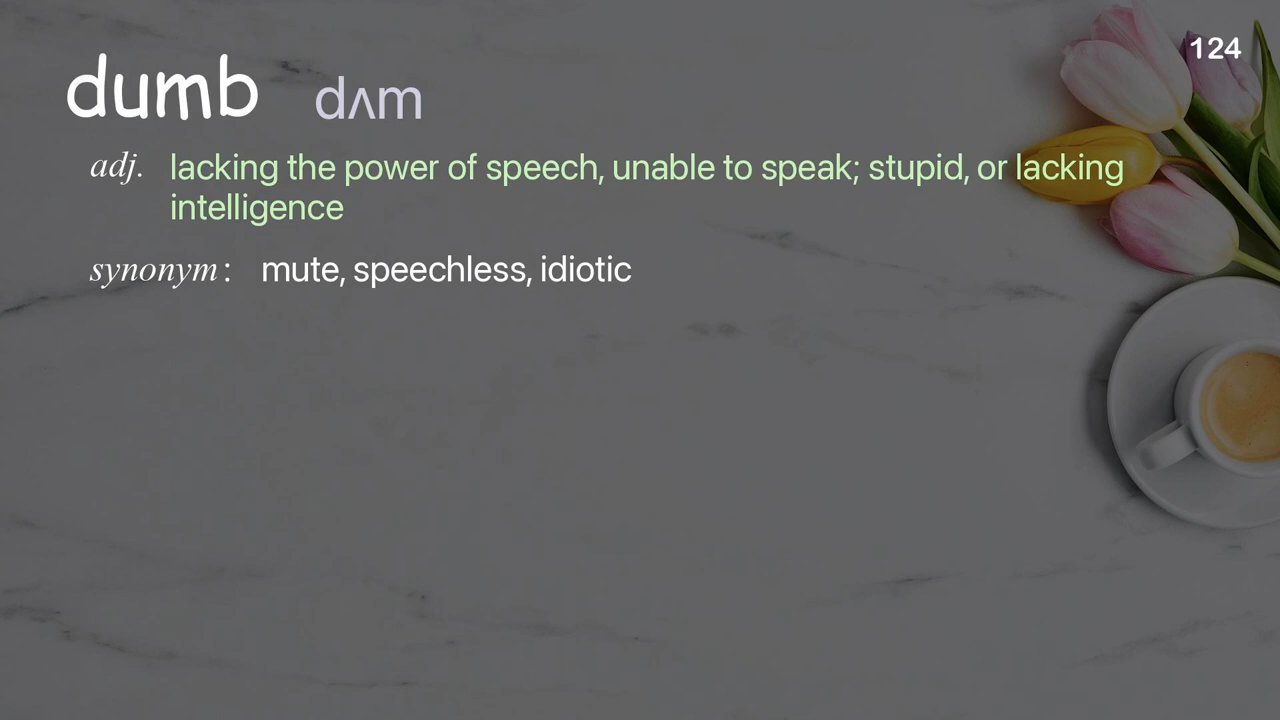 124
dumb dʌm
adj. lacking the power of speech, unable to speak; stupid, or lacking
intelligence
synonym: mute, speechless, idiotic